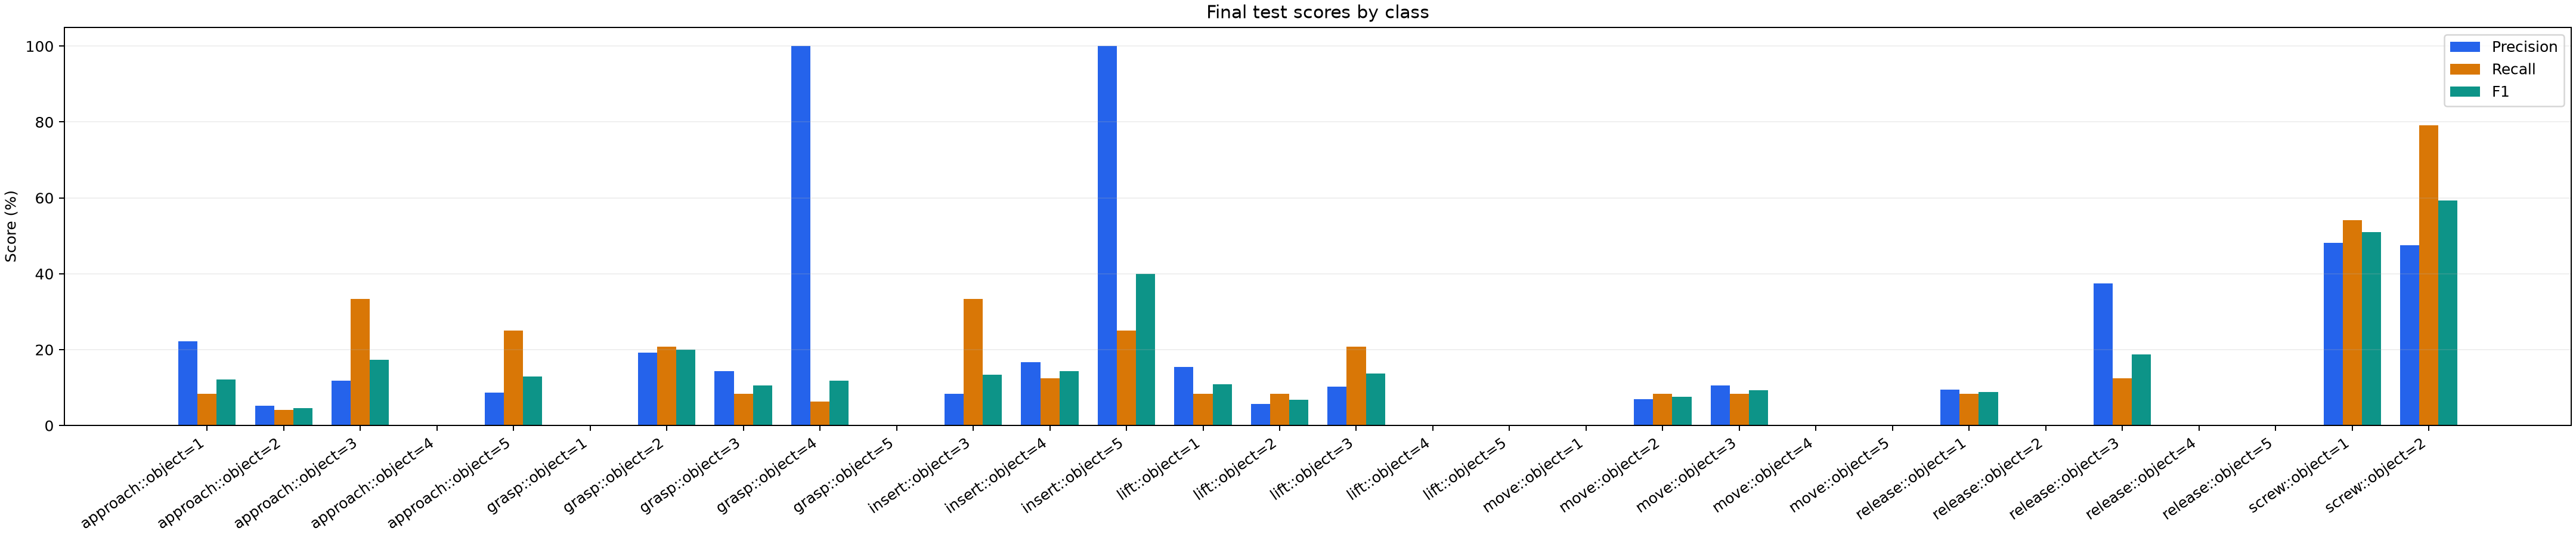 Final test scores by class
Precision
Recall
F1
Score (%)
100
80
60
40
20
0
approach::object=1
approach::object=2
approach::object=3
approach::object=4
approach::object=5
grasp::object=1
grasp::object=2
grasp::object=3
grasp::object=4
grasp::object=5
insert::object=3
insert::object=4
insert::object=5
lift::object=1
lift::object=2
lift::object=3
lift::object=4
lift::object=5
move::object=1
move::object=2
move::object=3
move::object=4
move::object=5
release::object=1
release::object=2
release::object=3
release::object=4
release::object=5
screw::object=1
screw::object=2